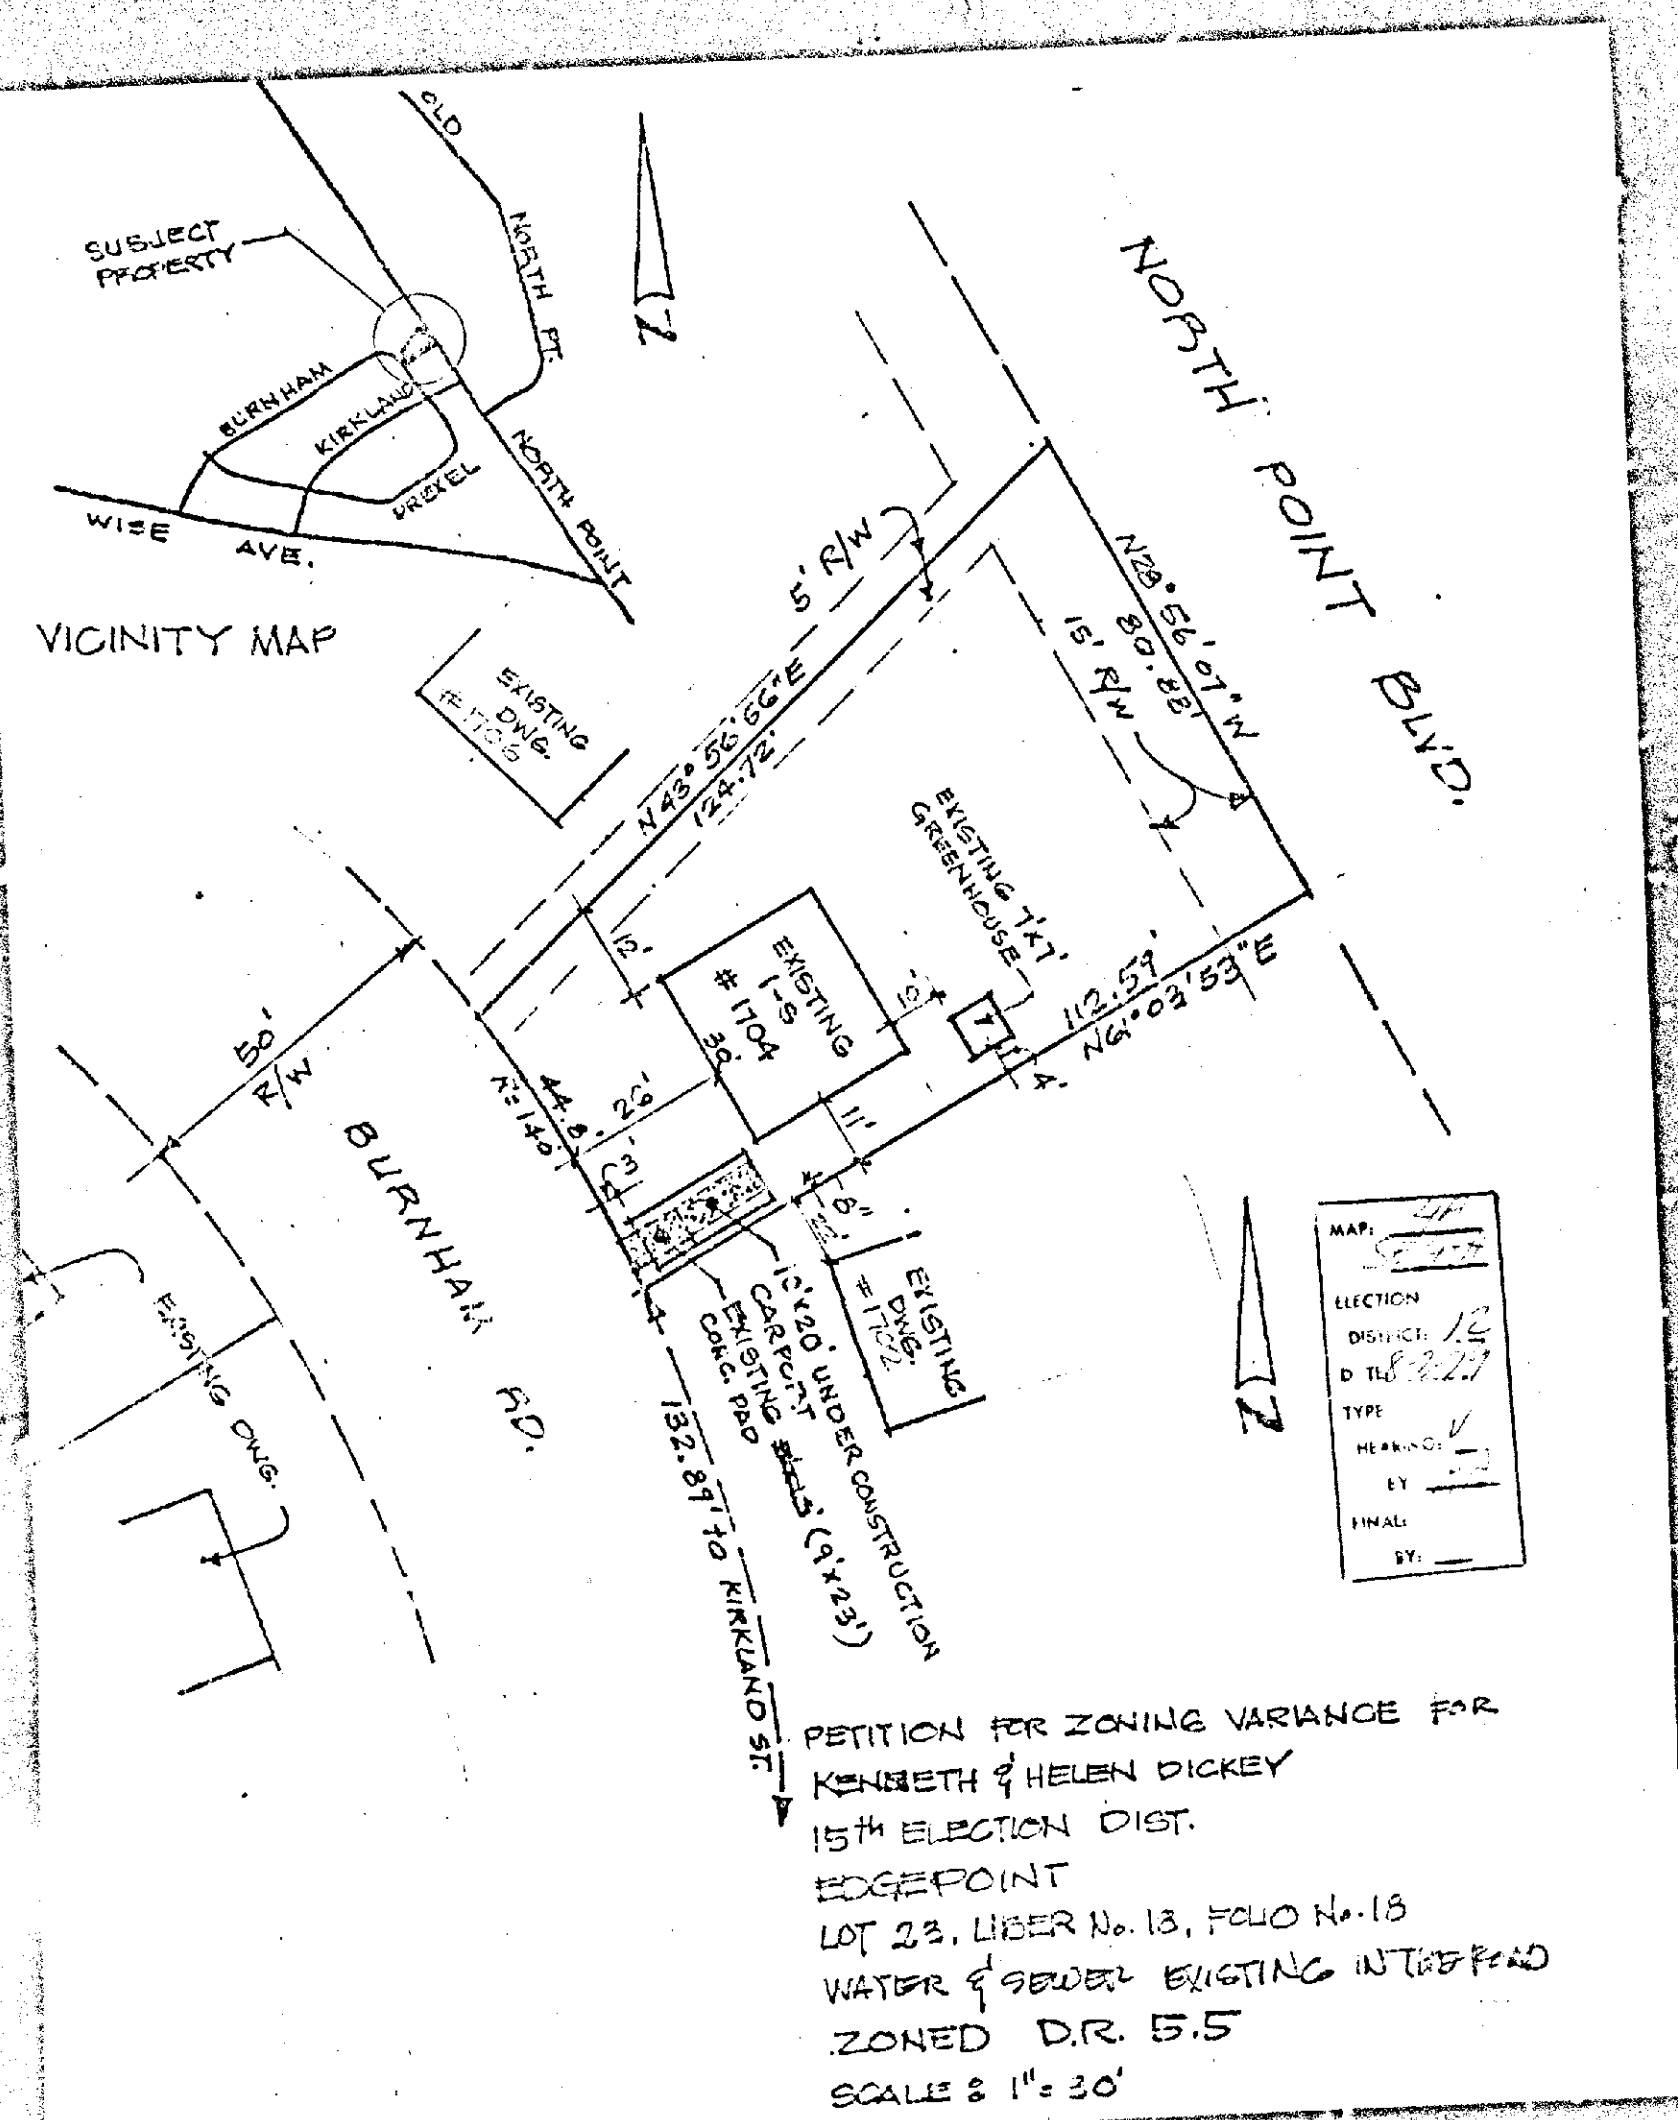 OLD
NORTH PT.
SUBJECT
PROPERTY
BURNHAM
KIRKLAND
DREXEL
NORTH POINT
WISE AVE.
VICINITY MAP
N
NORTH POINT BLVD.
5' R/W
N28°56'07"W
80.88'
15' R/W
EXISTING
DWG.
#1706
N43°56'56"E
124.72'
EXISTING 7'x7'
GREENHOUSE
12'
EXISTING
1-S
#1704
30'
10'
7
4'
112.59'
N61°03'53"E
50'
R/W
44.8'
R=140'
26'
3'
11'
8"
22'
BURNHAM RD.
EXISTING
DWG.
#1702
12'x20' UNDER CONSTRUCTION
CARPORT
EXISTING (9'x23')
CONC. PAD
132.89' TO KIRKLAND ST.
EXISTING DWG.
N
MAP:
ELECTION
DISTRICT:
TYPE
HEARING: V
BY
FINAL:
BY:
PETITION FOR ZONING VARIANCE FOR
KENNETH & HELEN DICKEY
15th ELECTION DIST.
EDGEPOINT
LOT 23, LIBER No. 18, FOLIO No. 18
WATER & SEWER EXISTING IN THE ROAD
ZONED D.R. 5.5
SCALE: 1"=30'